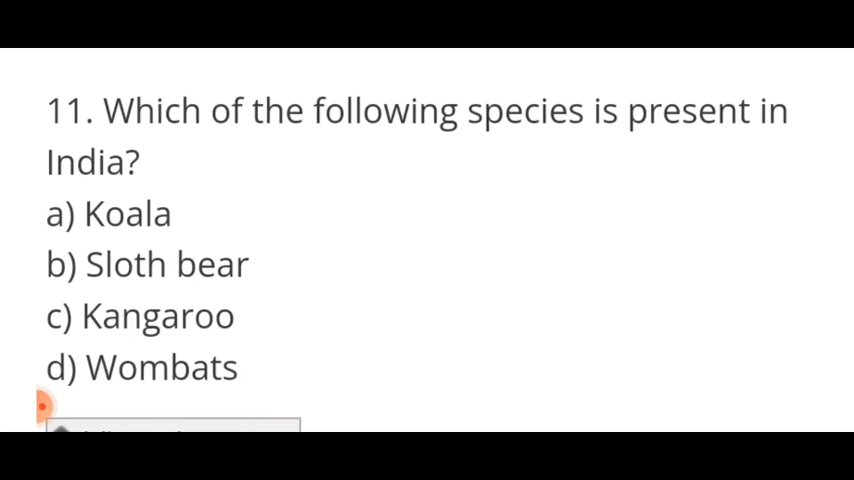 11. Which of the following species is present in
India?
a) Koala
b) Sloth bear
c) Kangaroo
d) Wombats